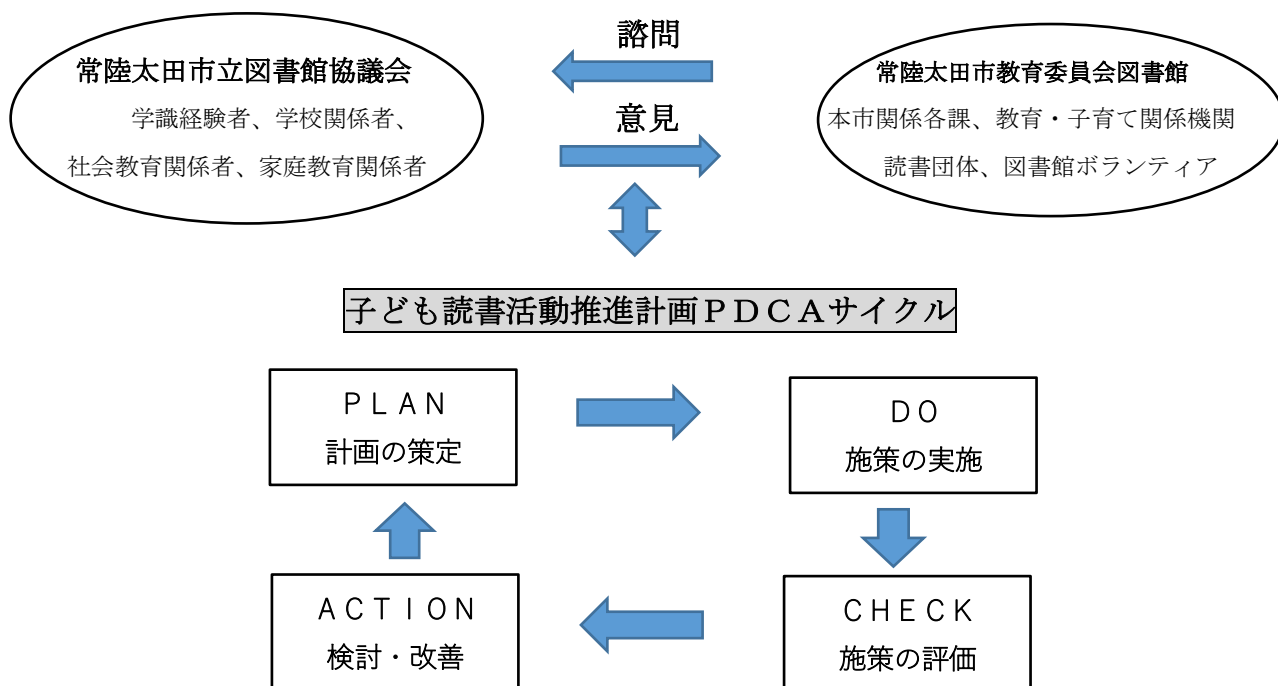 諮問
常陸太田市立図書館協議会
学識経験者、学校関係者、
社会教育関係者、家庭教育関係者
意見
常陸太田市教育委員会図書館
本市関係各課、教育・子育て関係機関
読書団体、図書館ボランティア
子ども読書活動推進計画ＰＤＣＡサイクル
ＰＬＡＮ
計画の策定
ＤＯ
施策の実施
ＡＣＴＩＯＮ
検討・改善
ＣＨＥＣＫ
施策の評価